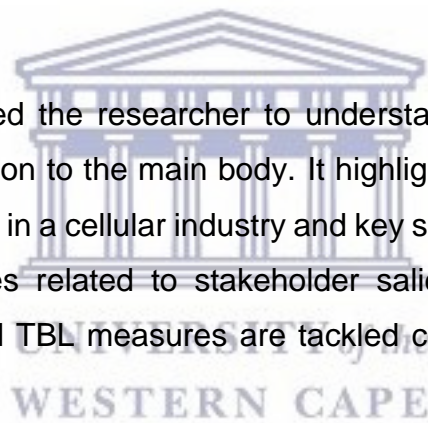 ed the researcher to understa
on to the main body. It highlig
in a cellular industry and key s
es related to stakeholder salie
l TBL measures are tackled c
UNIVERSITY of the
WESTERN CAPE